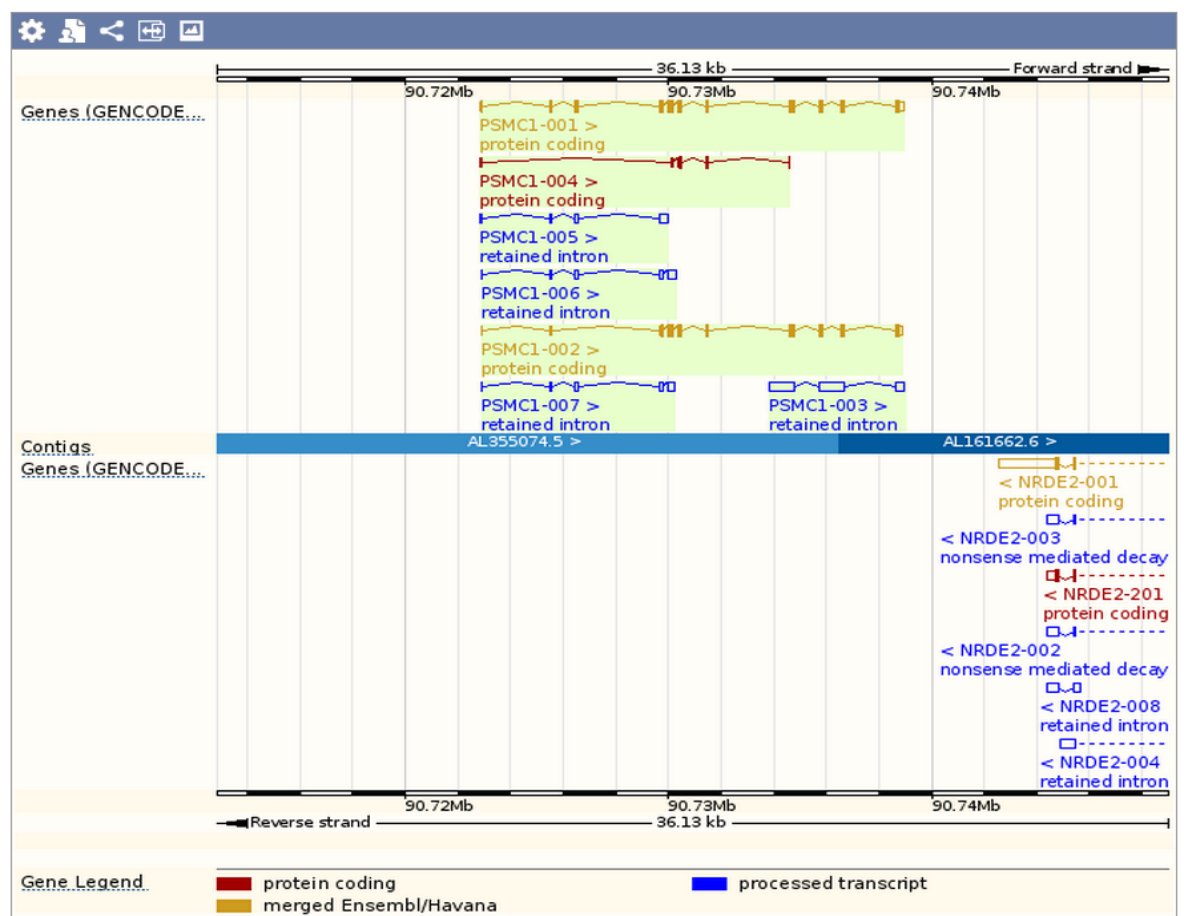 36.13 kb Forward strand
90.72Mb 90.73Mb 90.74Mb
Genes (GENCODE...
PSMC1-001 >
protein coding
PSMC1-004 >
protein coding
PSMC1-005 >
retained intron
PSMC1-006 >
retained intron
PSMC1-002 >
protein coding
PSMC1-007 > PSMC1-003 >
retained intron retained intron
Contigs AL355074.5 > AL161662.6 >
Genes (GENCODE...
< NRDE2-001
protein coding
< NRDE2-003
nonsense mediated decay
< NRDE2-201
protein coding
< NRDE2-002
nonsense mediated decay
< NRDE2-008
retained intron
< NRDE2-004
retained intron
90.72Mb 90.73Mb 90.74Mb
Reverse strand 36.13 kb
Gene Legend protein coding processed transcript
merged Ensembl/Havana